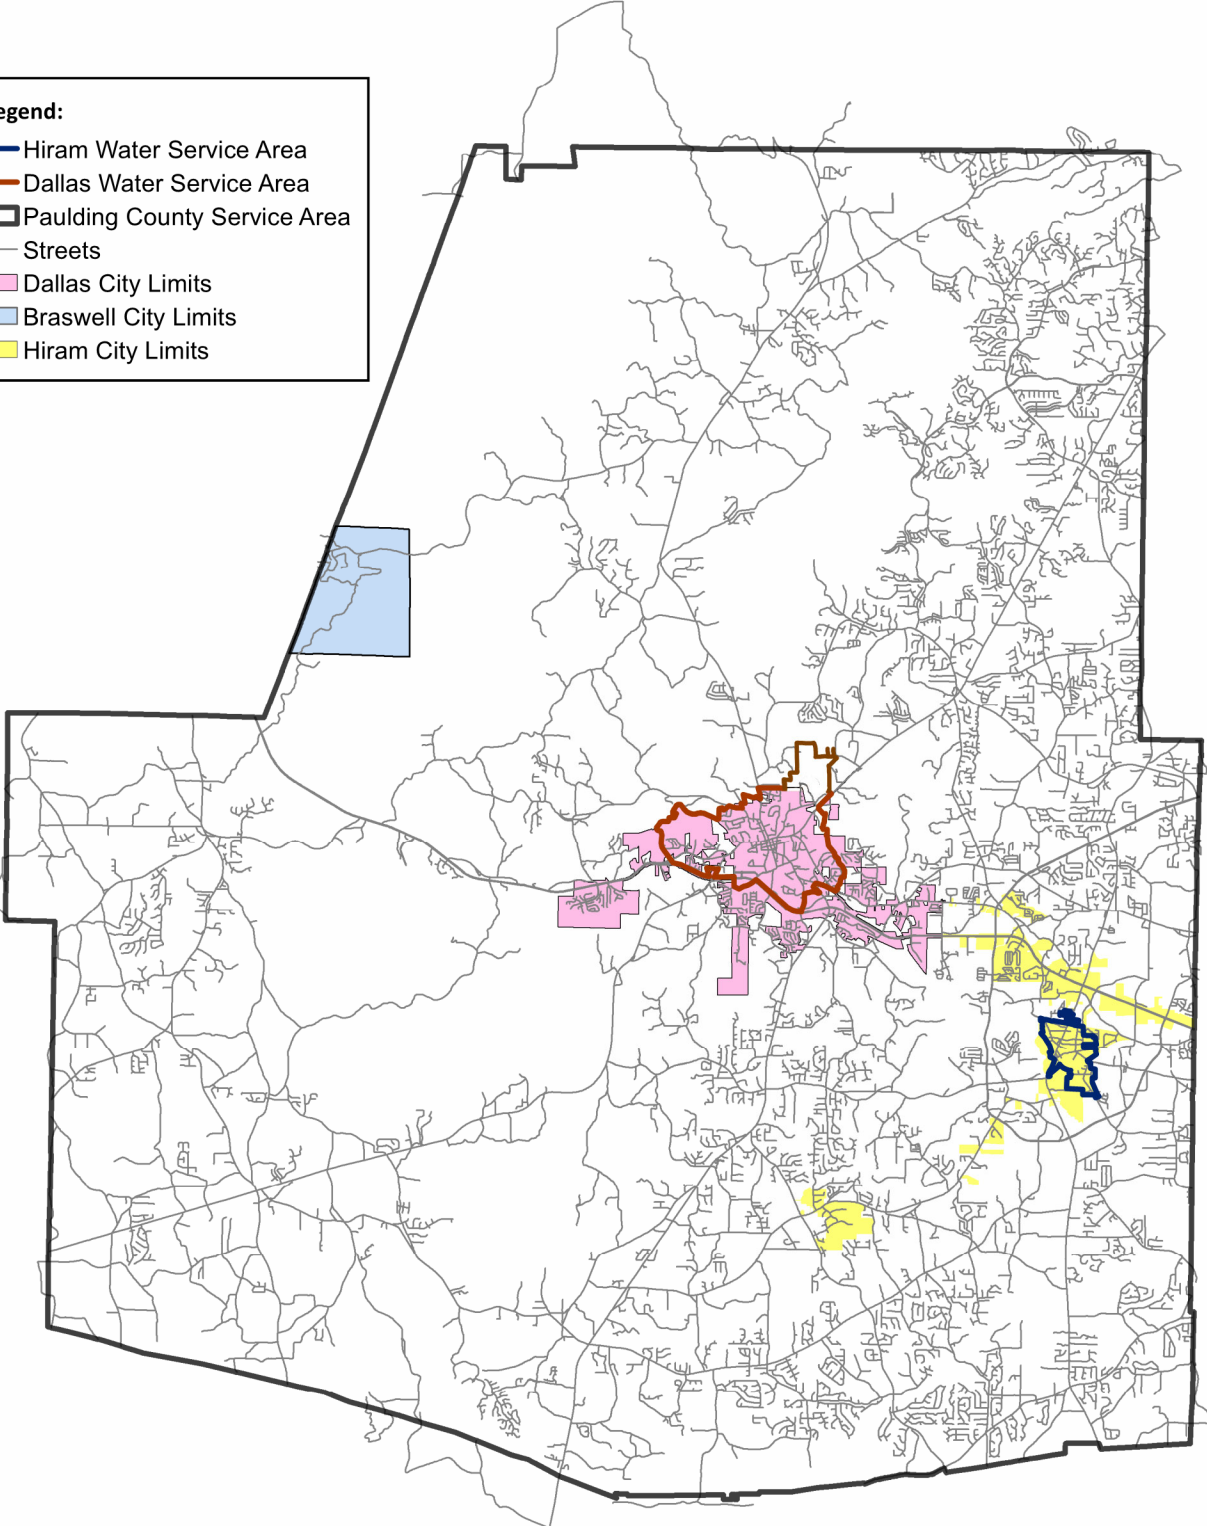 egend:
Hiram Water Service Area
Dallas Water Service Area
Paulding County Service Area
Streets
Dallas City Limits
Braswell City Limits
Hiram City Limits